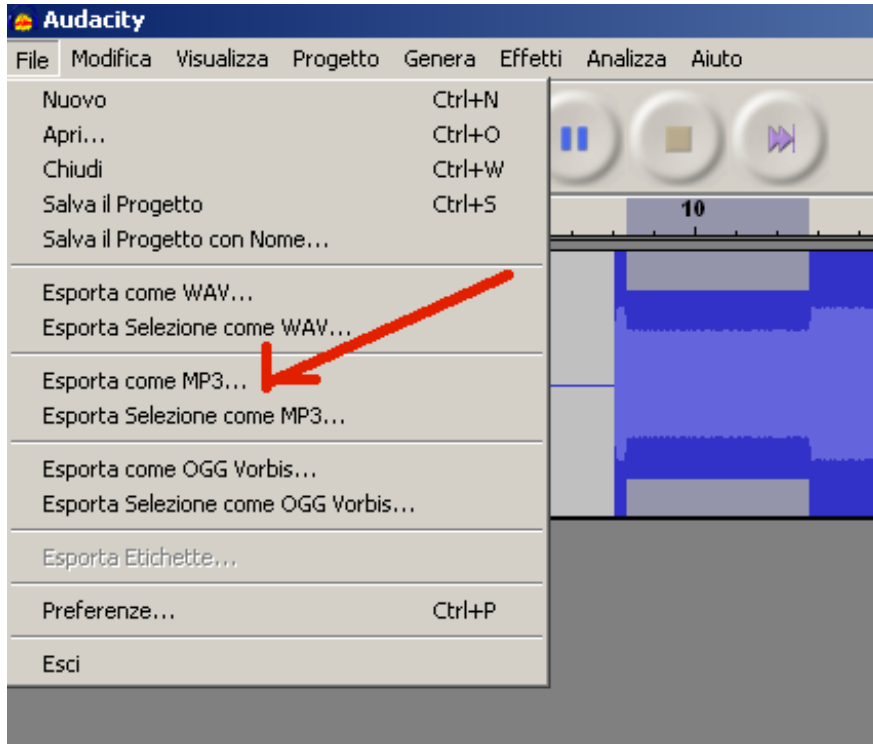 Audacity
File Modifica Visualizza Progetto Genera Effetti Analizza Aiuto
Nuovo Ctrl+N
Apri... Ctrl+O
Chiudi Ctrl+W
Salva il Progetto Ctrl+S
Salva il Progetto con Nome...
10
Esporta come WAV...
Esporta Selezione come WAV...
Esporta come MP3...
Esporta Selezione come MP3...
Esporta come OGG Vorbis...
Esporta Selezione come OGG Vorbis...
Esporta Etichette...
Preferenze... Ctrl+P
Esci